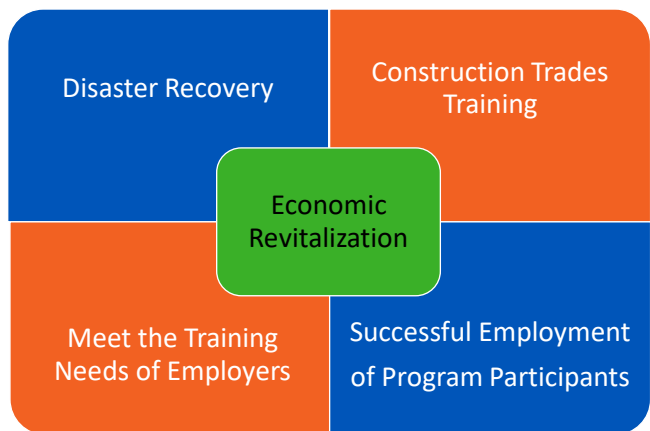 Disaster Recovery
Construction Trades
Training
Economic
Revitalization
Meet the Training
Needs of Employers
Successful Employment
of Program Participants